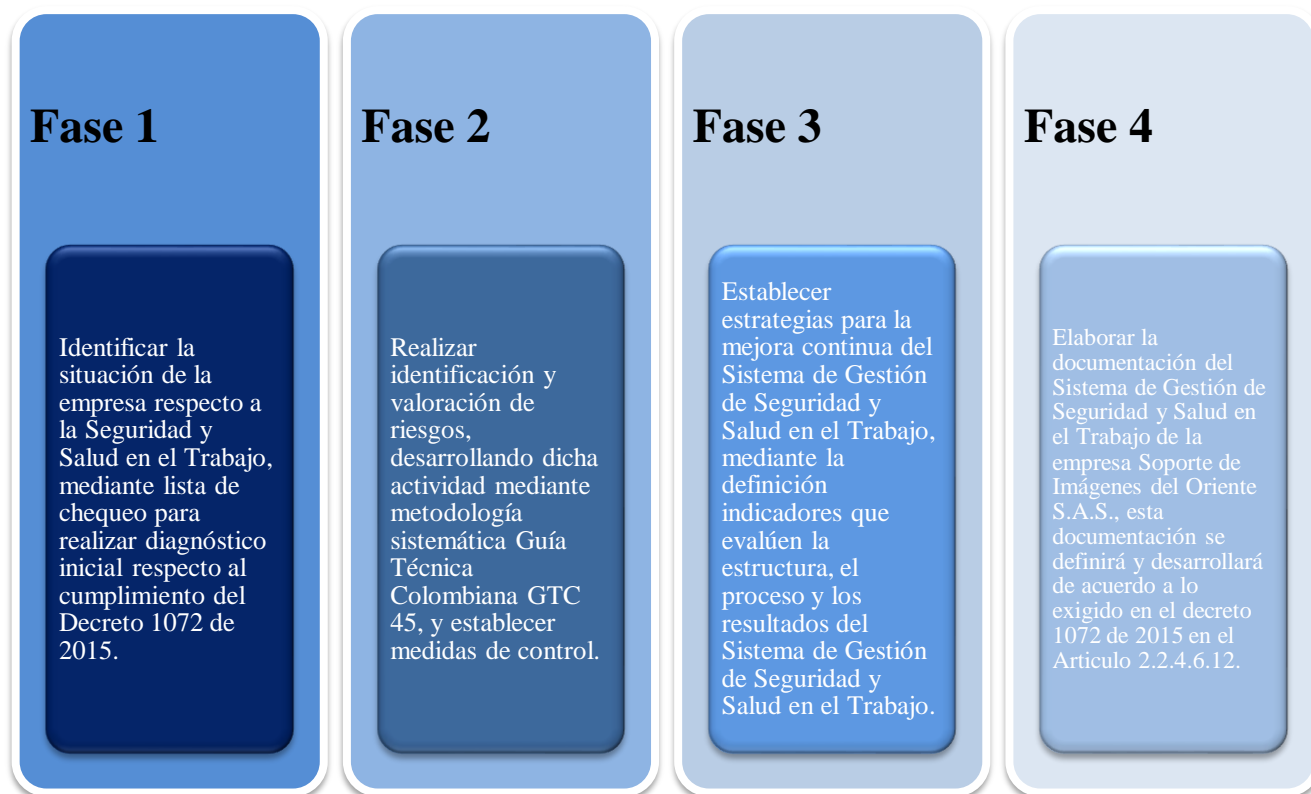 Fase 1
Identificar la
situación de la
empresa respecto a
la Seguridad y
Salud en el Trabajo,
mediante lista de
chequeo para
realizar diagnóstico
inicial respecto al
cumplimiento del
Decreto 1072 de
2015.
Fase 2
Realizar
identificación y
valoración de
riesgos,
desarrollando dicha
actividad mediante
metodología
sistemática Guía
Técnica
Colombiana GTC
45, y establecer
medidas de control.
Fase 3
Establecer
estrategias para la
mejora continua del
Sistema de Gestión
de Seguridad y
Salud en el Trabajo,
mediante la
definición
indicadores que
evalúen la
estructura, el
proceso y los
resultados del
Sistema de Gestión
de Seguridad y
Salud en el Trabajo.
Fase 4
Elaborar la
documentación del
Sistema de Gestión de
Seguridad y Salud en
el Trabajo de la
empresa Soporte de
Imágenes del Oriente
S.A.S., esta
documentación se
definirá y desarrollará
de acuerdo a lo
exigido en el decreto
1072 de 2015 en el
Articulo 2.2.4.6.12.